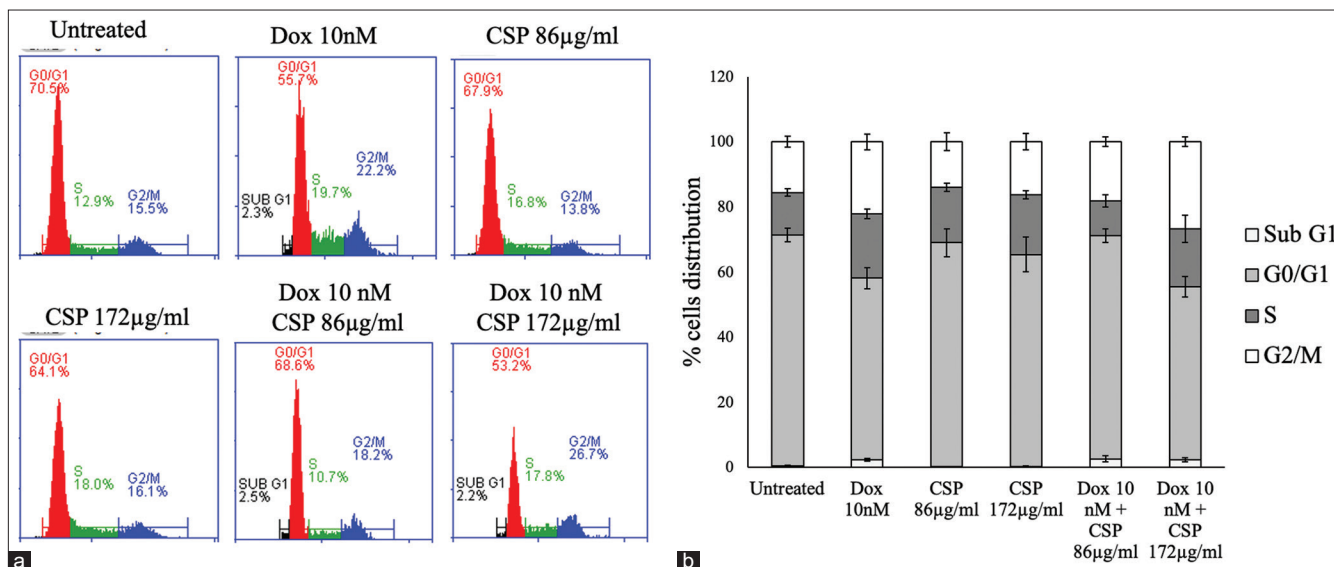 Untreated
Dox 10nM
CSP 86µg/ml
G0/G1
70.5%
S
12.9%
G2/M
15.5%
G0/G1
55.7%
SUB G1
2.3%
S
19.7%
G2/M
22.2%
G0/G1
67.9%
S
16.8%
G2/M
13.8%
CSP 172µg/ml
Dox 10 nM
CSP 86µg/ml
Dox 10 nM
CSP 172µg/ml
G0/G1
64.1%
S
18.0%
G2/M
16.1%
G0/G1
68.6%
SUB G1
2.5%
S
10.7%
G2/M
18.2%
G0/G1
53.2%
SUB G1
2.2%
S
17.8%
G2/M
26.7%
a
% cells distribution
120
100
80
60
40
20
0
Untreated
Dox
10nM
CSP
86µg/ml
CSP
172µg/ml
Dox 10
nM +
CSP
86µg/ml
Dox 10
nM +
CSP
172µg/ml
Sub G1
G0/G1
S
G2/M
b